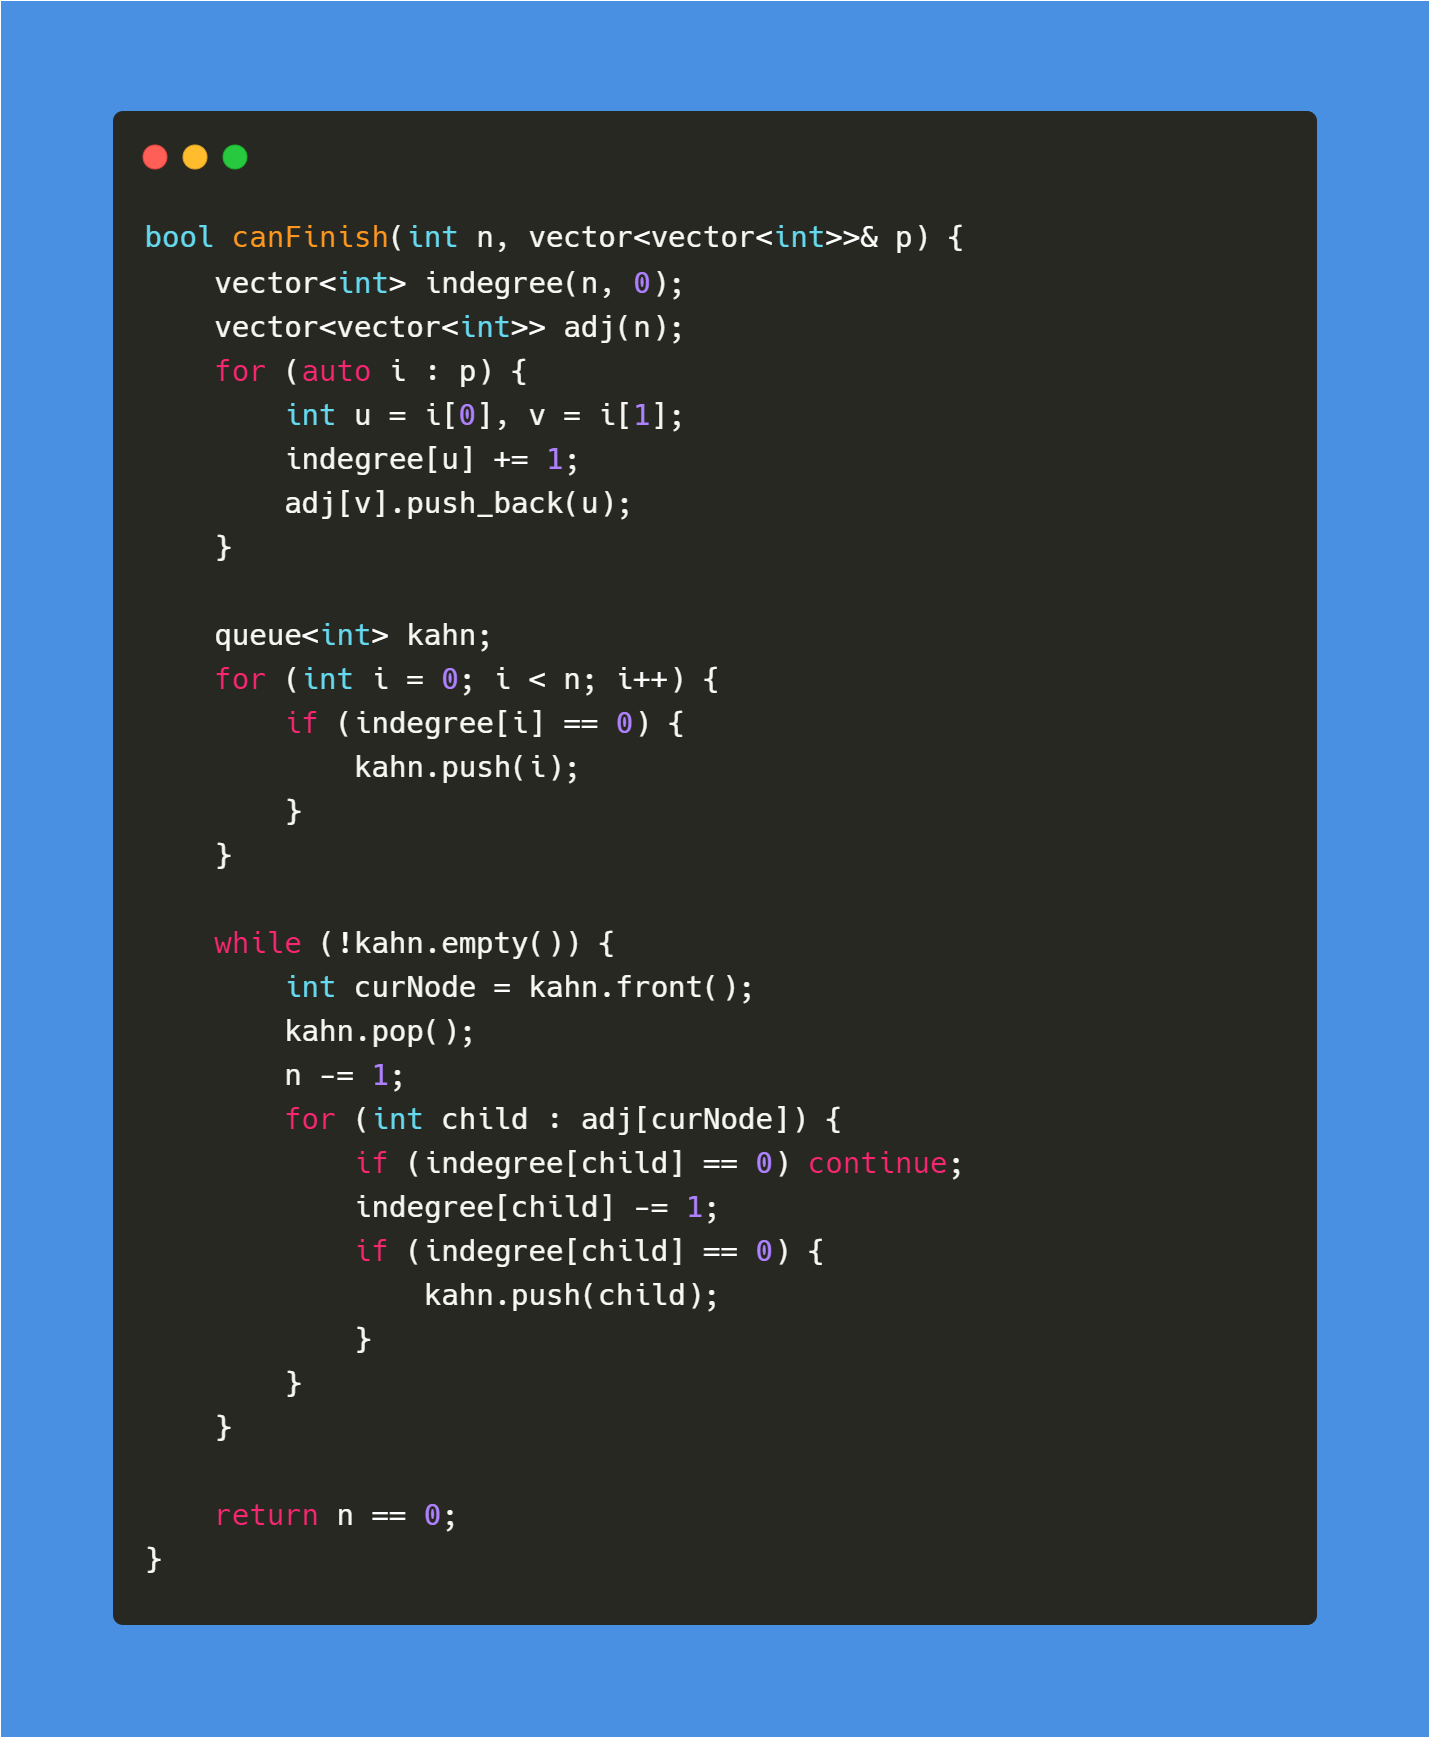 bool canFinish(int n, vector<vector<int>>& p) {
    vector<int> indegree(n, 0);
    vector<vector<int>> adj(n);
    for (auto i : p) {
        int u = i[0], v = i[1];
        indegree[u] += 1;
        adj[v].push_back(u);
    }

    queue<int> kahn;
    for (int i = 0; i < n; i++) {
        if (indegree[i] == 0) {
            kahn.push(i);
        }
    }

    while (!kahn.empty()) {
        int curNode = kahn.front();
        kahn.pop();
        n -= 1;
        for (int child : adj[curNode]) {
            if (indegree[child] == 0) continue;
            indegree[child] -= 1;
            if (indegree[child] == 0) {
                kahn.push(child);
            }
        }
    }

    return n == 0;
}